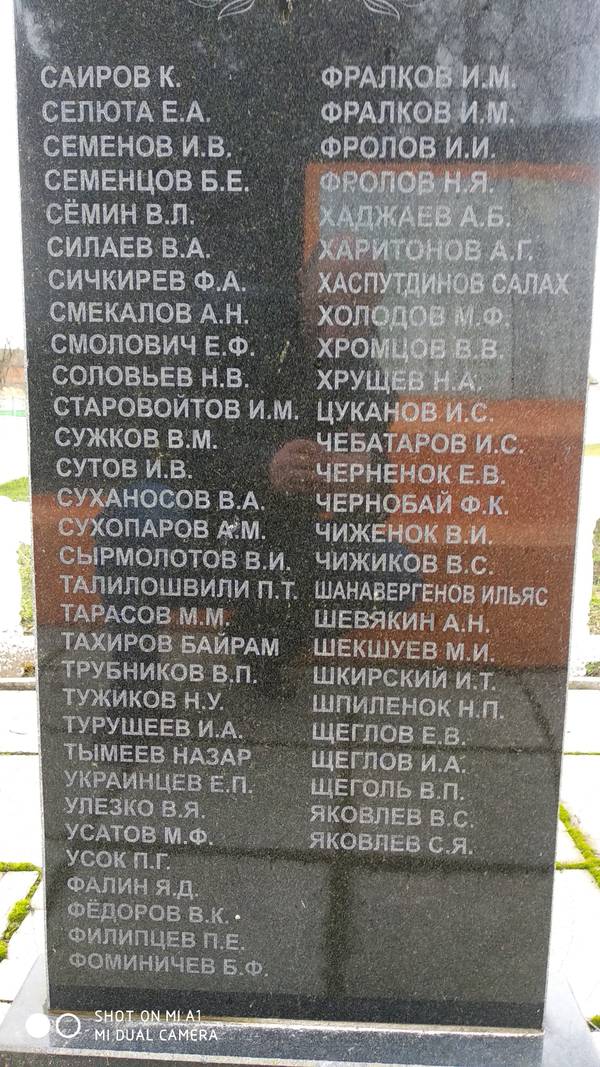 САИРОВ К.
СЕЛЮТА Е.А.
СЕМЕНОВ И.В.
СЕМЕНЦОВ Б.Е.
СЁМИН В.Л.
СИЛАЕВ В.А.
СИЧКИРЕВ Ф.А.
СМЕКАЛОВ А.Н.
СМОЛОВИЧ Е.Ф.
СОЛОВЬЕВ Н.В.
СТАРОВОЙТОВ И.М.
СУЖКОВ В.М.
СУТОВ И.В.
СУХАНОСОВ В.А.
СУХОПАРОВ А.М.
СЫРМОЛОТОВ В.И.
ТАЛИЛОШВИЛИ П.Т.
ТАРАСОВ М.М.
ТАХИРОВ БАЙРАМ
ТРУБНИКОВ В.П.
ТУЖИКОВ Н.У.
ТУРУЩЕЕВ И.А.
ТЫМЕЕВ НАЗАР
УКРАИНЦЕВ Е.П.
УЛЕЗКО В.Я.
УСАТОВ М.Ф.
УСОК П.Г.
ФАЛИН Я.Д.
ФЁДОРОВ В.К.
ФИЛИПЦЕВ П.Е.
ФОМИНИЧЕВ Б.Ф.
ФРАЛКОВ И.М.
ФРАЛКОВ И.М.
ФРОЛОВ И.И.
ФРОЛОВ Н.Я.
ХАДЖАЕВ А.Б.
ХАРИТОНОВ А.Г.
ХАСПУТДИНОВ САЛАХ
ХОЛОДОВ М.Ф.
ХРОМЦОВ В.В.
ХРУЩЕВ Н.А.
ЦУКАНОВ И.С.
ЧЕБАТАРОВ И.С.
ЧЕРНЕНОК Е.В.
ЧЕРНОБАЙ Ф.К.
ЧИЖЕНОК В.И.
ЧИЖИКОВ В.С.
ШАНАВЕРГЕНОВ ИЛЬЯС
ШЕВЯКИН А.Н.
ШЕКШУЕВ М.И.
ШКИРСКИЙ И.Т.
ШПИЛЕНОК Н.П.
ЩЕГЛОВ Е.В.
ЩЕГЛОВ И.А.
ЩЕГОЛЬ В.П.
ЯКОВЛЕВ В.С.
ЯКОВЛЕВ С.Я.
SHOT ON MI A1
MI DUAL CAMERA